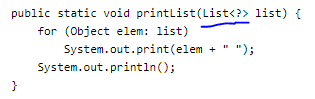 public static void printList(List<?> list) {
    for (Object elem: list)
        System.out.print(elem + " ");
    System.out.println();
}